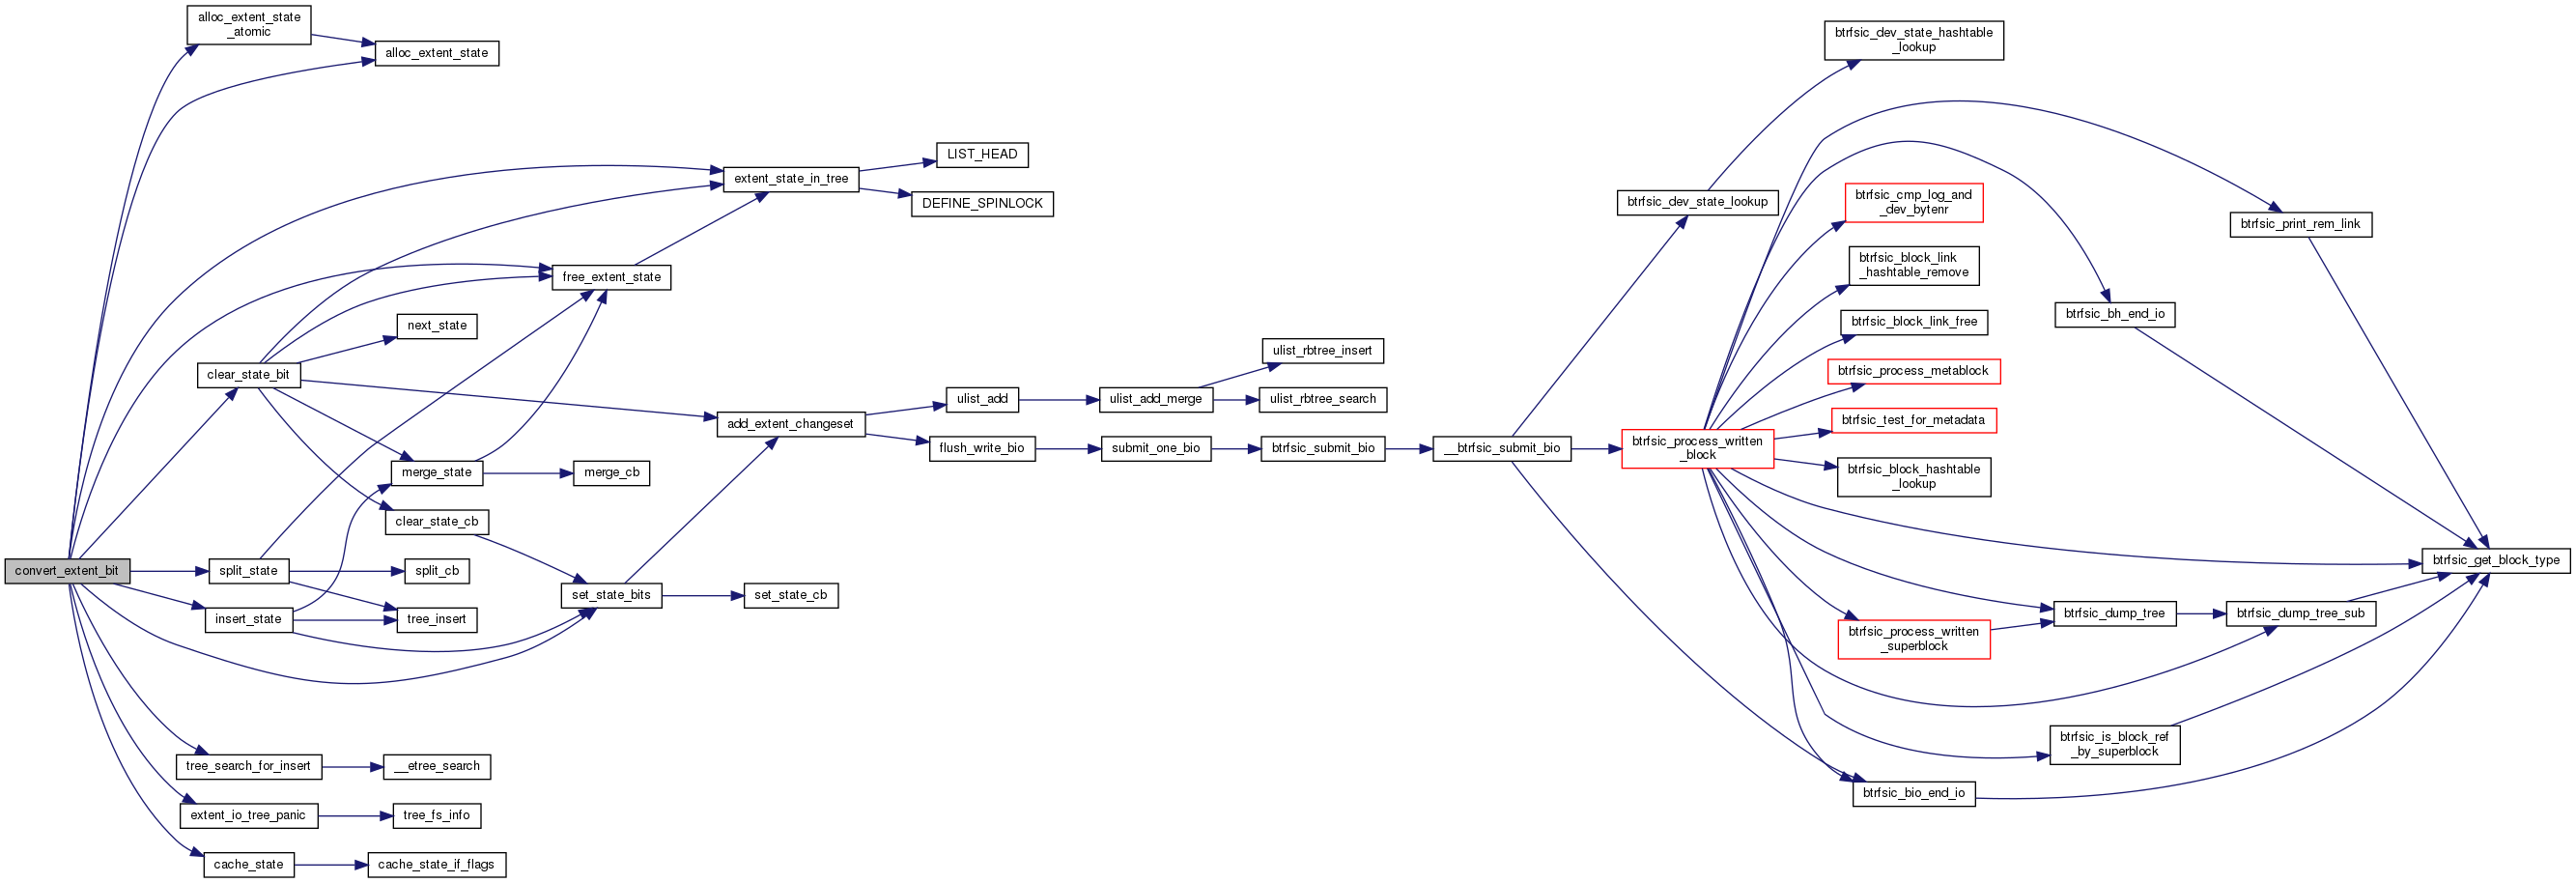 alloc_extent_state
_atomic
alloc_extent_state
extent_state_in_tree
LIST_HEAD
DEFINE_SPINLOCK
free_extent_state
next_state
clear_state_bit
add_extent_changeset
ulist_add
ulist_add_merge
ulist_rbtree_insert
ulist_rbtree_search
flush_write_bio
submit_one_bio
btrfsic_submit_bio
__btrfsic_submit_bio
merge_state
merge_cb
clear_state_cb
convert_extent_bit
split_state
split_cb
insert_state
tree_insert
set_state_bits
set_state_cb
tree_search_for_insert
__etree_search
extent_io_tree_panic
tree_fs_info
cache_state
cache_state_if_flags
btrfsic_dev_state_hashtable
_lookup
btrfsic_dev_state_lookup
btrfsic_cmp_log_and
_dev_bytenr
btrfsic_print_rem_link
btrfsic_block_link
_hashtable_remove
btrfsic_bh_end_io
btrfsic_block_link_free
btrfsic_process_metablock
btrfsic_test_for_metadata
btrfsic_process_written
_block
btrfsic_block_hashtable
_lookup
btrfsic_get_block_type
btrfsic_dump_tree
btrfsic_dump_tree_sub
btrfsic_process_written
_superblock
btrfsic_is_block_ref
_by_superblock
btrfsic_bio_end_io